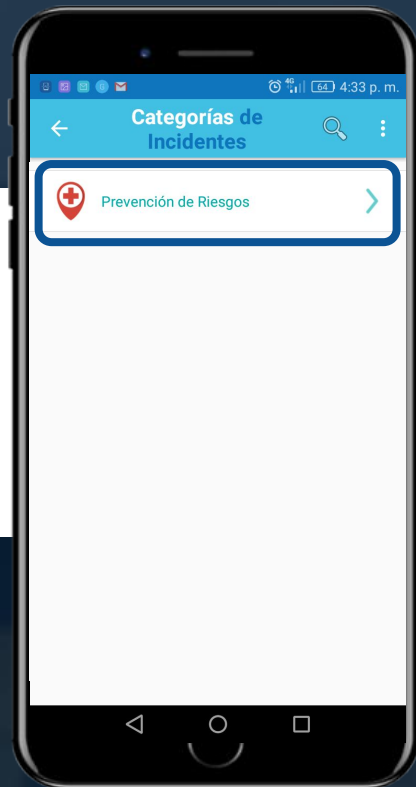 4G 64 4:33 p. m.
Categorías de
Incidentes
Prevención de Riesgos